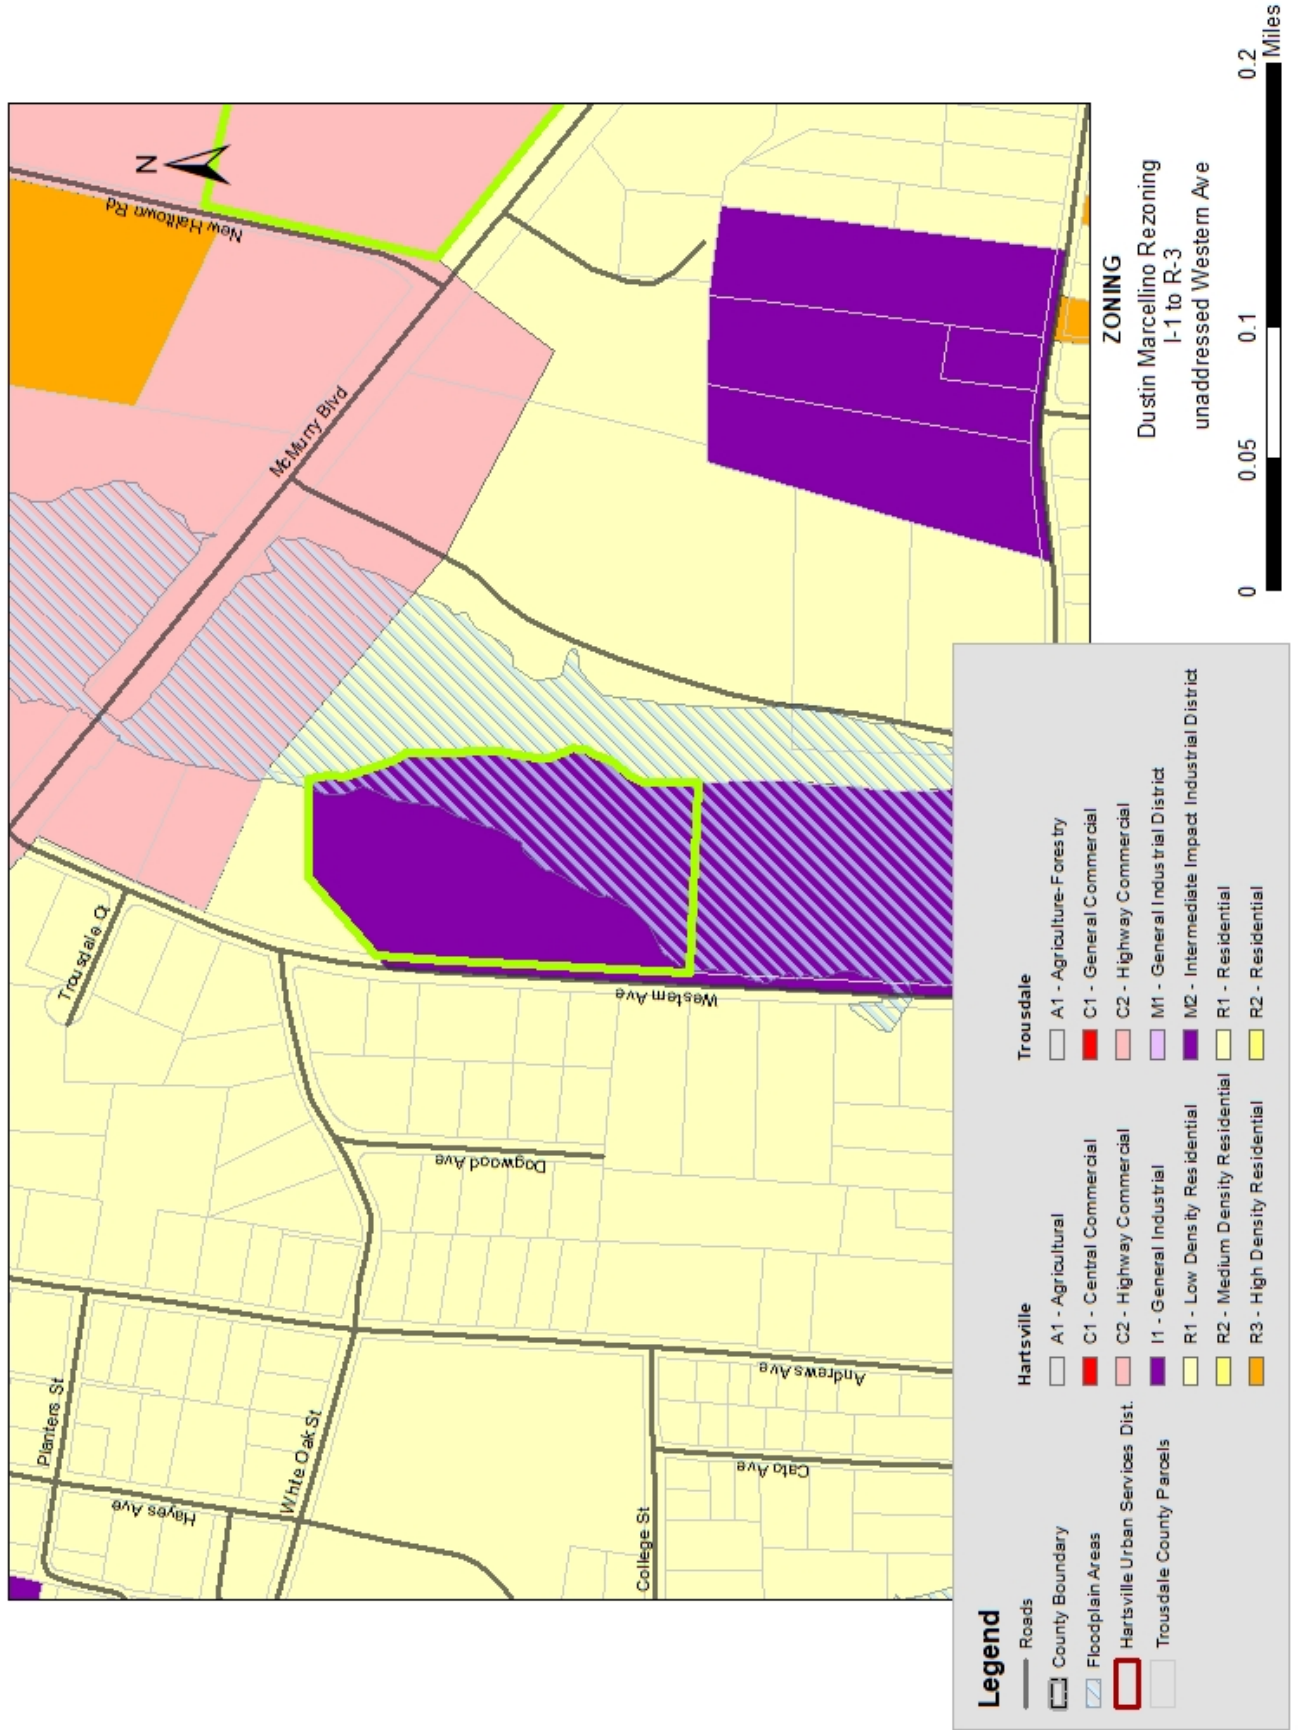 N
New Halltown Rd
McMurry Blvd
Trousdale Ct
Western Ave
Dogwood Ave
Planters St
Hayes Ave
White Oak St
Andrews Ave
College St
Cato Ave
ZONING
Dustin Marcellino Rezoning
I-1 to R-3
unaddressed Western Ave
0 0.05 0.1 0.2
Miles
Legend
Roads
County Boundary
Floodplain Areas
Hartsville Urban Services Dist.
Trousdale County Parcels
Hartsville
A1 - Agricultural
C1 - Central Commercial
C2 - Highway Commercial
I1 - General Industrial
R1 - Low Density Residential
R2 - Medium Density Residential
R3 - High Density Residential
Trousdale
A1 - Agriculture-Forestry
C1 - General Commercial
C2 - Highway Commercial
M1 - General Industrial District
M2 - Intermediate Impact Industrial District
R1 - Residential
R2 - Residential